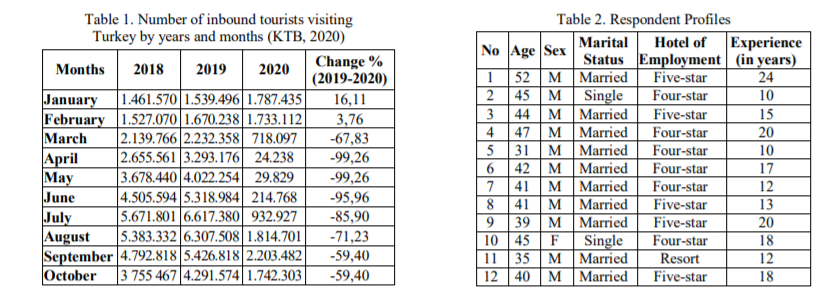 Table 1. Number of inbound tourists visiting
Turkey by years and months (KTB, 2020)
Months 2018 2019 2020 Change % (2019-2020)
January 1.461.570 1.539.496 1.787.435 16,11
February 1.527.070 1.670.238 1.733.112 3,76
March 2.139.766 2.232.358 718.097 -67,83
April 2.655.561 3.293.176 24.238 -99,26
May 3.678.440 4.022.254 29.829 -99,26
June 4.505.594 5.318.984 214.768 -95,96
July 5.671.801 6.617.380 932.927 -85,90
August 5.383.332 6.307.508 1.814.701 -71,23
September 4.792.818 5.426.818 2.203.482 -59,40
October 3 755 467 4.291.574 1.742.303 -59,40
Table 2. Respondent Profiles
No Age Sex Marital Status Hotel of Employment Experience (in years)
1 52 M Married Five-star 24
2 45 M Single Four-star 10
3 44 M Married Five-star 15
4 47 M Married Four-star 20
5 31 M Married Four-star 10
6 42 M Married Four-star 17
7 41 M Married Four-star 12
8 41 M Married Five-star 13
9 39 M Married Five-star 20
10 45 F Single Four-star 18
11 35 M Married Resort 12
12 40 M Married Five-star 18